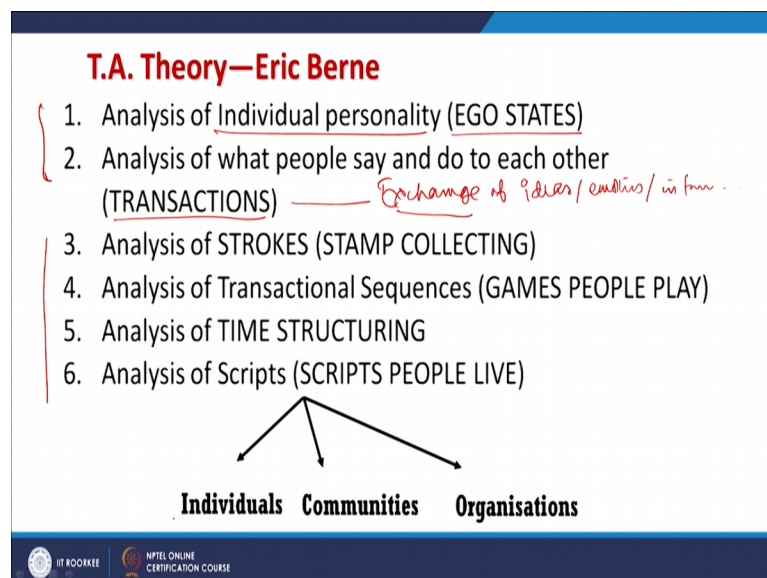 T.A. Theory—Eric Berne
1. Analysis of Individual personality (EGO STATES)
2. Analysis of what people say and do to each other
(TRANSACTIONS) Exchange of ideas/ emotions/ in form ...
3. Analysis of STROKES (STAMP COLLECTING)
4. Analysis of Transactional Sequences (GAMES PEOPLE PLAY)
5. Analysis of TIME STRUCTURING
6. Analysis of Scripts (SCRIPTS PEOPLE LIVE)
Individuals Communities Organisations
IIT ROORKEE NPTEL ONLINE
CERTIFICATION COURSE